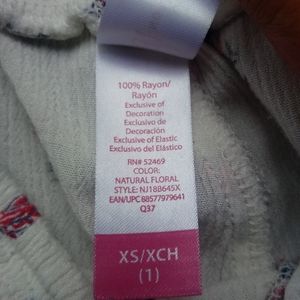 100% Rayon/
Rayón
Exclusive of
Decoration
Exclusivo de
Decoración
Exclusive of Elastic
Exclusivo del Elástico
RN# 52469
COLOR:
NATURAL FLORAL
STYLE: NJ18B645X
EAN/UPC 88577979641
Q37
XS/XCH
(1)